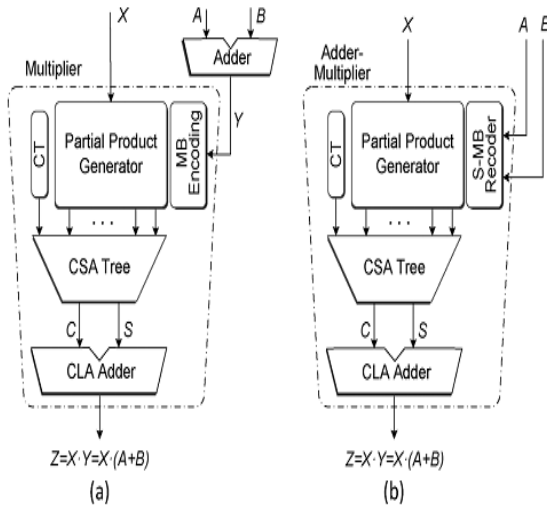 X
A
B
Adder
Multiplier
Y
CT
Partial Product
Generator
MB
Encoding
. . .
CSA Tree
C
S
CLA Adder
Z=X·Y=X·(A+B)
(a)
X
A
B
Adder-
Multiplier
CT
Partial Product
Generator
S-MB
Recoder
. . .
CSA Tree
C
S
CLA Adder
Z=X·Y=X·(A+B)
(b)